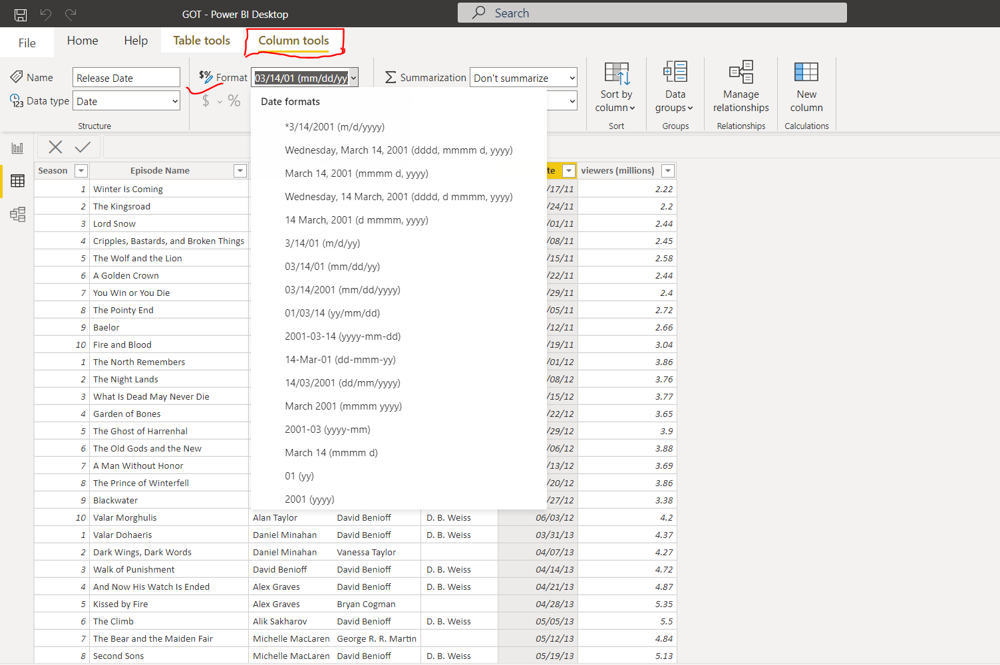 GOT - Power BI Desktop
Search
File
Home
Help
Table tools
Column tools
Name
Release Date
$% Format
03/14/01 (mm/dd/yy)
Summarization
Don't summarize
123 Data type
Date
$ %
Structure
Sort by column
Sort
Data groups
Groups
Manage relationships
Relationships
New column
Calculations
Date formats
*3/14/2001 (m/d/yyyy)
Wednesday, March 14, 2001 (dddd, mmmm d, yyyy)
March 14, 2001 (mmmm d, yyyy)
Wednesday, 14 March, 2001 (dddd, d mmmm, yyyy)
14 March, 2001 (d mmmm, yyyy)
3/14/01 (m/d/yy)
03/14/01 (mm/dd/yy)
03/14/2001 (mm/dd/yyyy)
01/03/14 (yy/mm/dd)
2001-03-14 (yyyy-mm-dd)
14-Mar-01 (dd-mmm-yy)
14/03/2001 (dd/mm/yyyy)
March 2001 (mmmm yyyy)
2001-03 (yyyy-mm)
March 14 (mmmm d)
01 (yy)
2001 (yyyy)
Season Episode Name te viewers (millions)
1 Winter Is Coming /17/11 2.22
2 The Kingsroad /24/11 2.2
3 Lord Snow /01/11 2.44
4 Cripples, Bastards, and Broken Things /08/11 2.45
5 The Wolf and the Lion /15/11 2.58
6 A Golden Crown /22/11 2.44
7 You Win or You Die /29/11 2.4
8 The Pointy End /05/11 2.72
9 Baelor /12/11 2.66
10 Fire and Blood /19/11 3.04
1 The North Remembers /01/12 3.86
2 The Night Lands /08/12 3.76
3 What Is Dead May Never Die /15/12 3.77
4 Garden of Bones /22/12 3.65
5 The Ghost of Harrenhal /29/12 3.9
6 The Old Gods and the New /06/12 3.88
7 A Man Without Honor /13/12 3.69
8 The Prince of Winterfell /20/12 3.86
9 Blackwater /27/12 3.38
10 Valar Morghulis Alan Taylor David Benioff D. B. Weiss 06/03/12 4.2
1 Valar Dohaeris Daniel Minahan David Benioff D. B. Weiss 03/31/13 4.37
2 Dark Wings, Dark Words Daniel Minahan Vanessa Taylor 04/07/13 4.27
3 Walk of Punishment David Benioff David Benioff D. B. Weiss 04/14/13 4.72
4 And Now His Watch Is Ended Alex Graves David Benioff D. B. Weiss 04/21/13 4.87
5 Kissed by Fire Alex Graves Bryan Cogman 04/28/13 5.35
6 The Climb Alik Sakharov David Benioff D. B. Weiss 05/05/13 5.5
7 The Bear and the Maiden Fair Michelle MacLaren George R. R. Martin 05/12/13 4.84
8 Second Sons Michelle MacLaren David Benioff D. B. Weiss 05/19/13 5.13